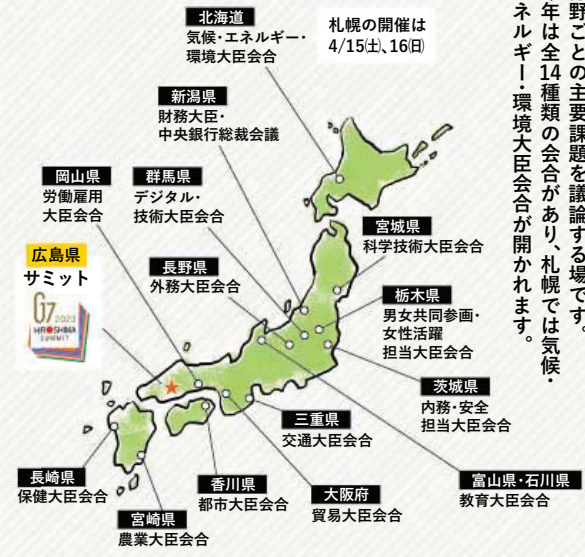 野ごとの主要課題を議論する場です。
年は全14種類の会合があり、札幌では気候・
ネルギー・環境大臣会合が開かれます。
北海道
気候・エネルギー・
環境大臣会合
札幌の開催は
4/15㈯、16㈰
新潟県
財務大臣・
中央銀行総裁会議
岡山県
労働雇用
大臣会合
群馬県
デジタル・
技術大臣会合
広島県
サミット
G7 2023
HIROSHIMA
SUMMIT
長野県
外務大臣会合
宮城県
科学技術大臣会合
栃木県
男女共同参画・
女性活躍
担当大臣会合
茨城県
内務・安全
担当大臣会合
三重県
交通大臣会合
富山県・石川県
教育大臣会合
長崎県
保健大臣会合
香川県
都市大臣会合
大阪府
貿易大臣会合
宮崎県
農業大臣会合